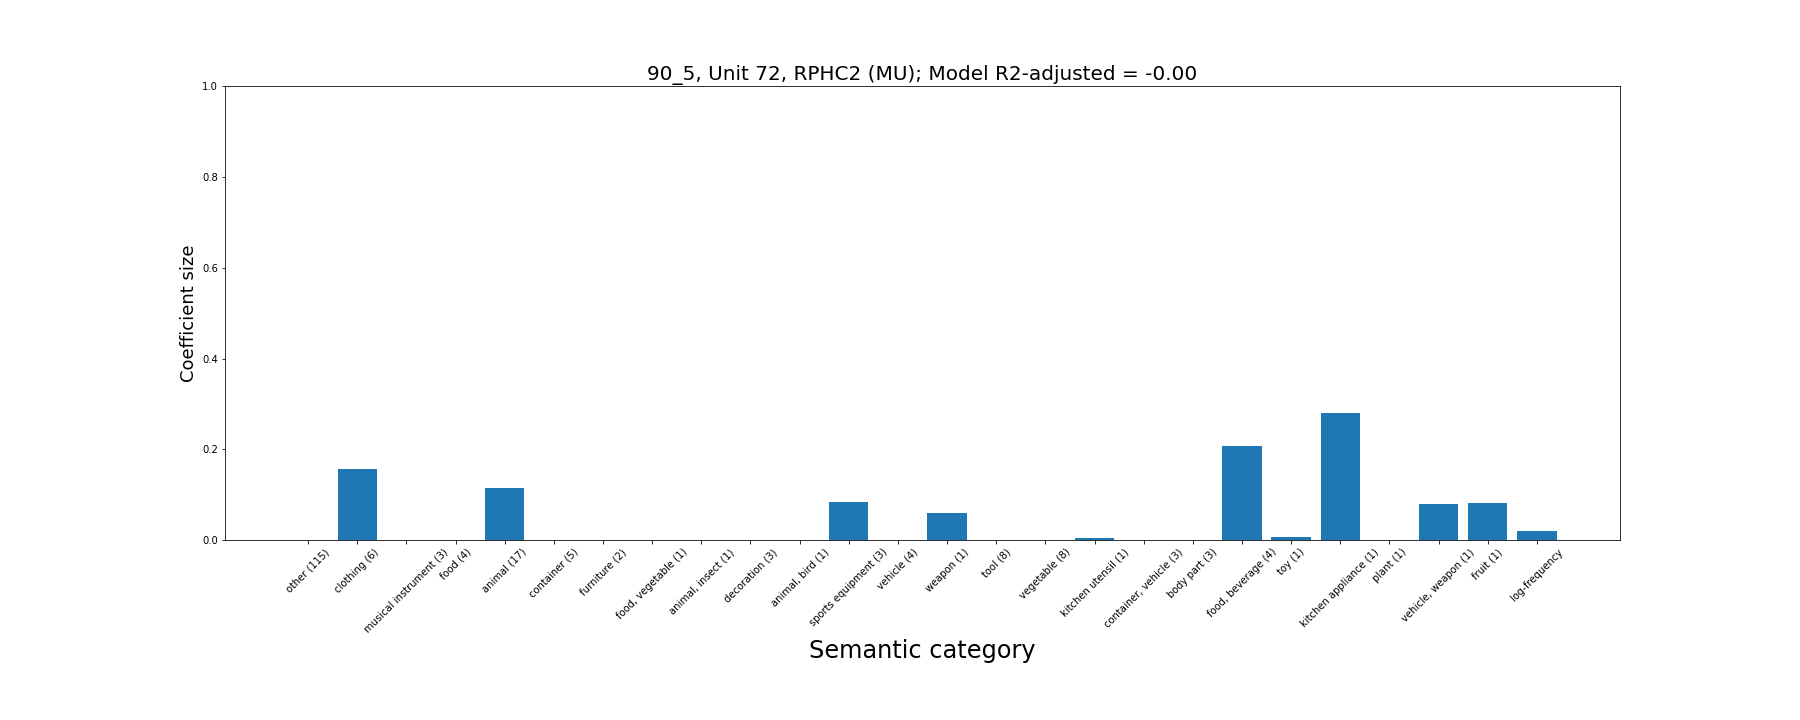 90_5, Unit 72, RPHC2 (MU); Model R2-adjusted = -0.00
Coefficient size
1.0
0.8
0.6
0.4
0.2
0.0
other (115)
clothing (6)
musical instrument (3)
food (4)
animal (17)
container (5)
furniture (2)
food, vegetable (1)
animal, insect (1)
decoration (3)
animal, bird (1)
sports equipment (3)
vehicle (4)
weapon (1)
tool (8)
vegetable (8)
kitchen utensil (1)
container, vehicle (3)
body part (3)
food, beverage (4)
toy (1)
kitchen appliance (1)
plant (1)
vehicle, weapon (1)
fruit (1)
log-frequency
Semantic category